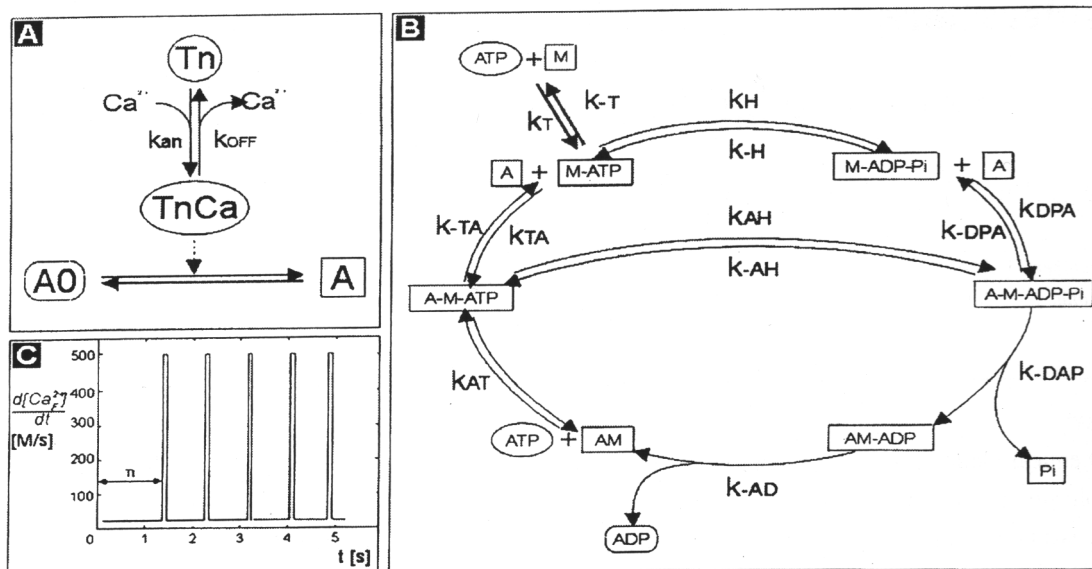 A
Tn
Ca²⁺ Ca²⁺
kan kOFF
TnCa
A0 A
B
ATP + M
k-T
kT
kH
k-H
A + M-ATP
M-ADP-Pi + A
k-TA
kTA
kAH
k-AH
kDPA
k-DPA
A-M-ATP
A-M-ADP-Pi
kAT
k-DAP
ATP + AM
AM-ADP
k-AD
Pi
ADP
C
d[Ca²⁺F]
dt
[M/s]
500
400
300
200
100
π
0 1 2 3 4 5
t [s]